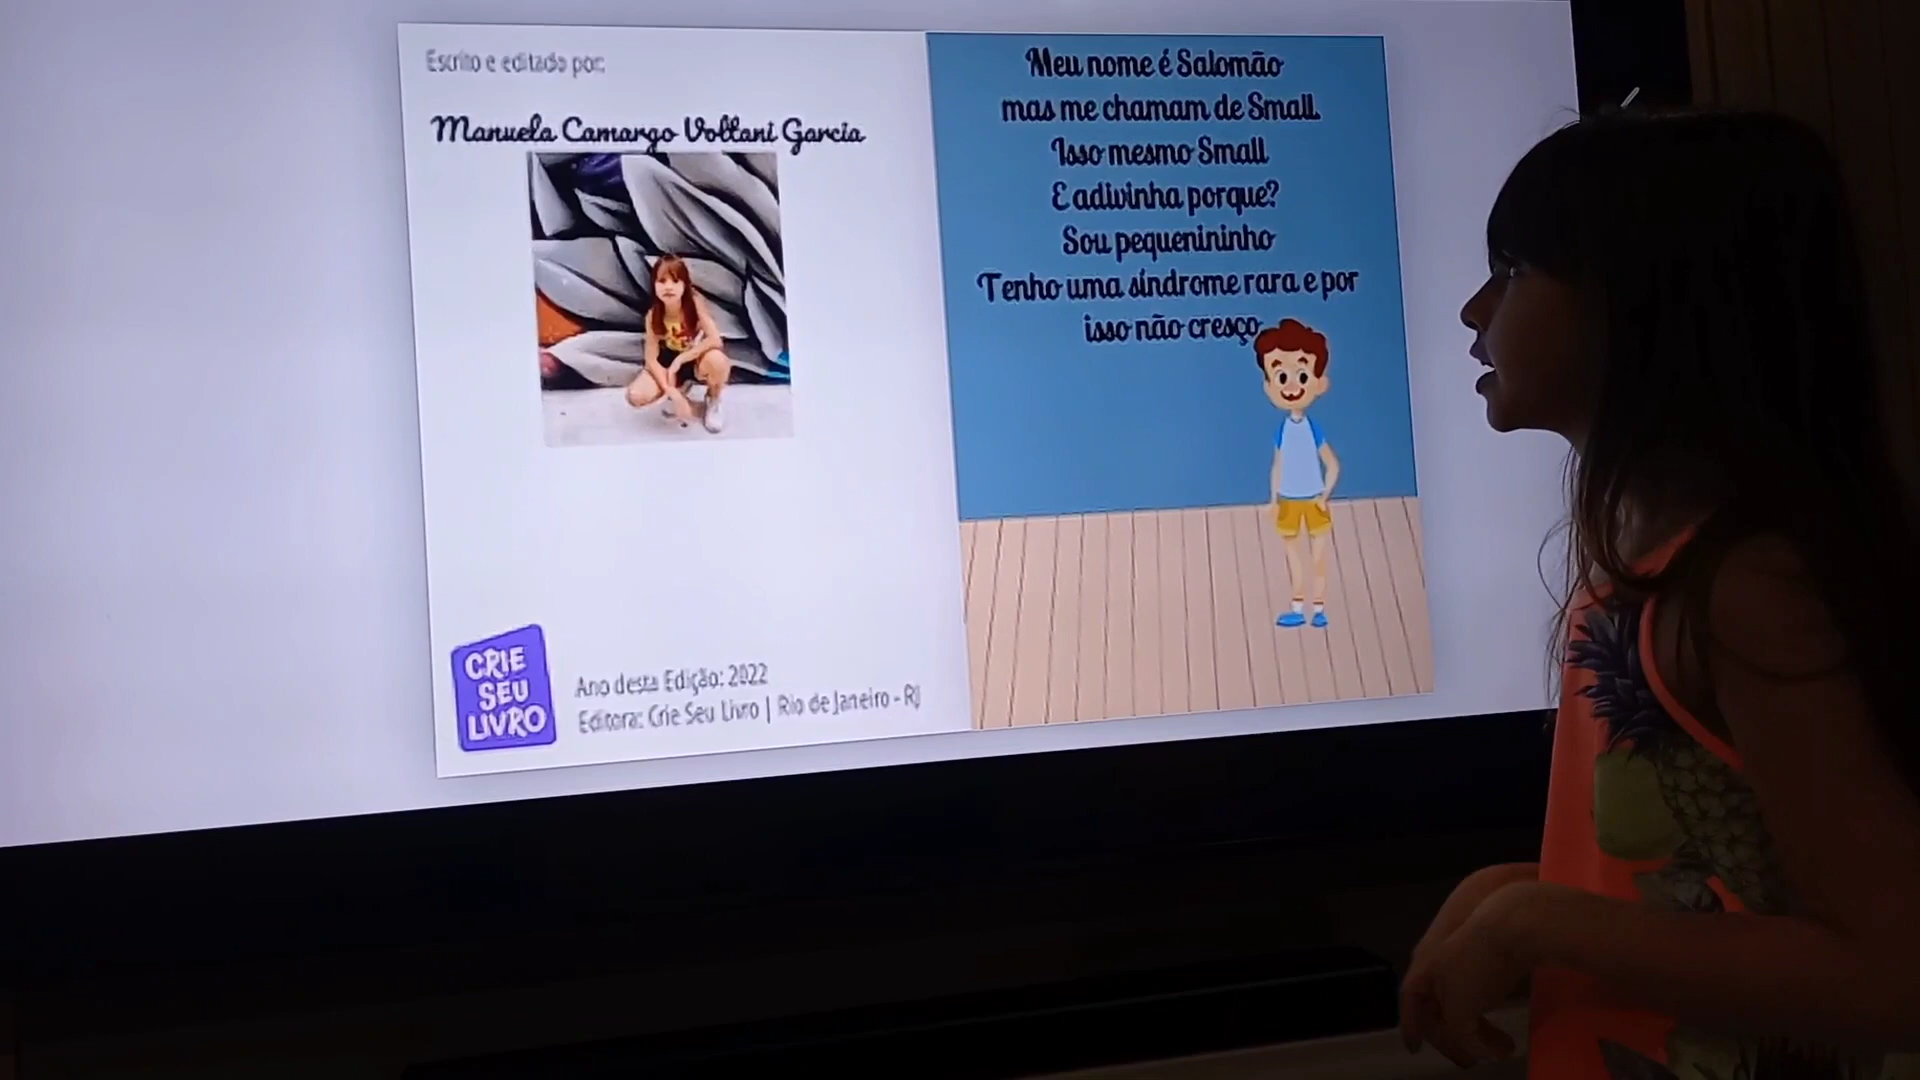 Escrito e editado por:
Manuela Camargo Voltani Garcia
CRIE
SEU
LIVRO
Ano desta Edição: 2022
Editora: Crie Seu Livro | Rio de Janeiro - RJ
Meu nome é Salomão
mas me chamam de Small.
Isso mesmo Small
E adivinha porque?
Sou pequenininho
Tenho uma síndrome rara e por
isso não cresço